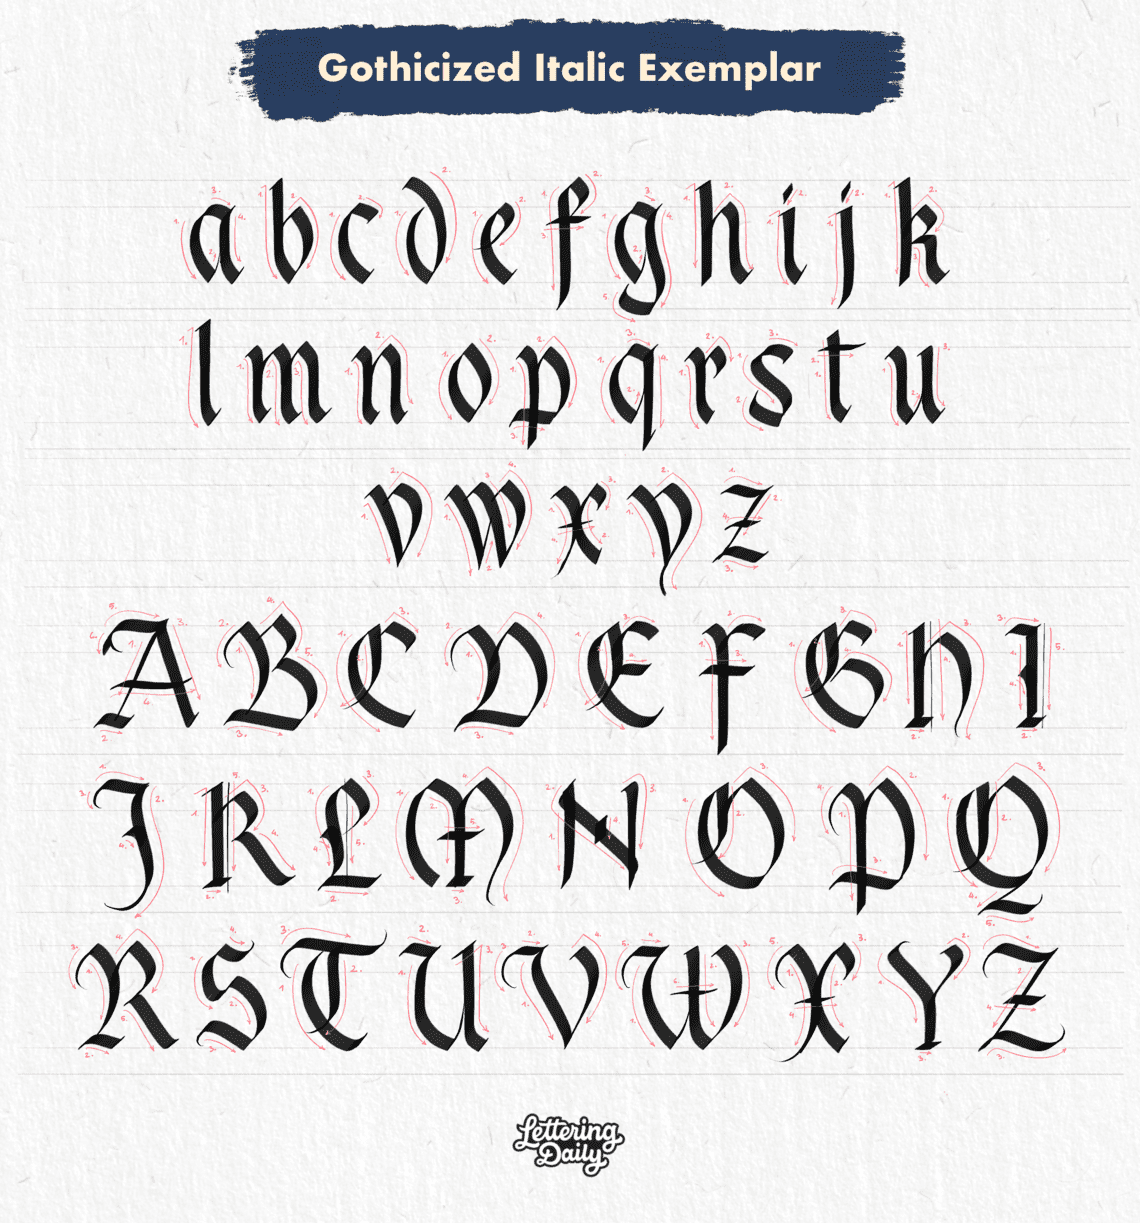 Gothicized Italic Exemplar
a b c d e f g h i j k
l m n o p q r s t u
v w x y z
A B C D E F G H I
J K L M N O P Q
R S T U V W X Y Z
Lettering
Daily